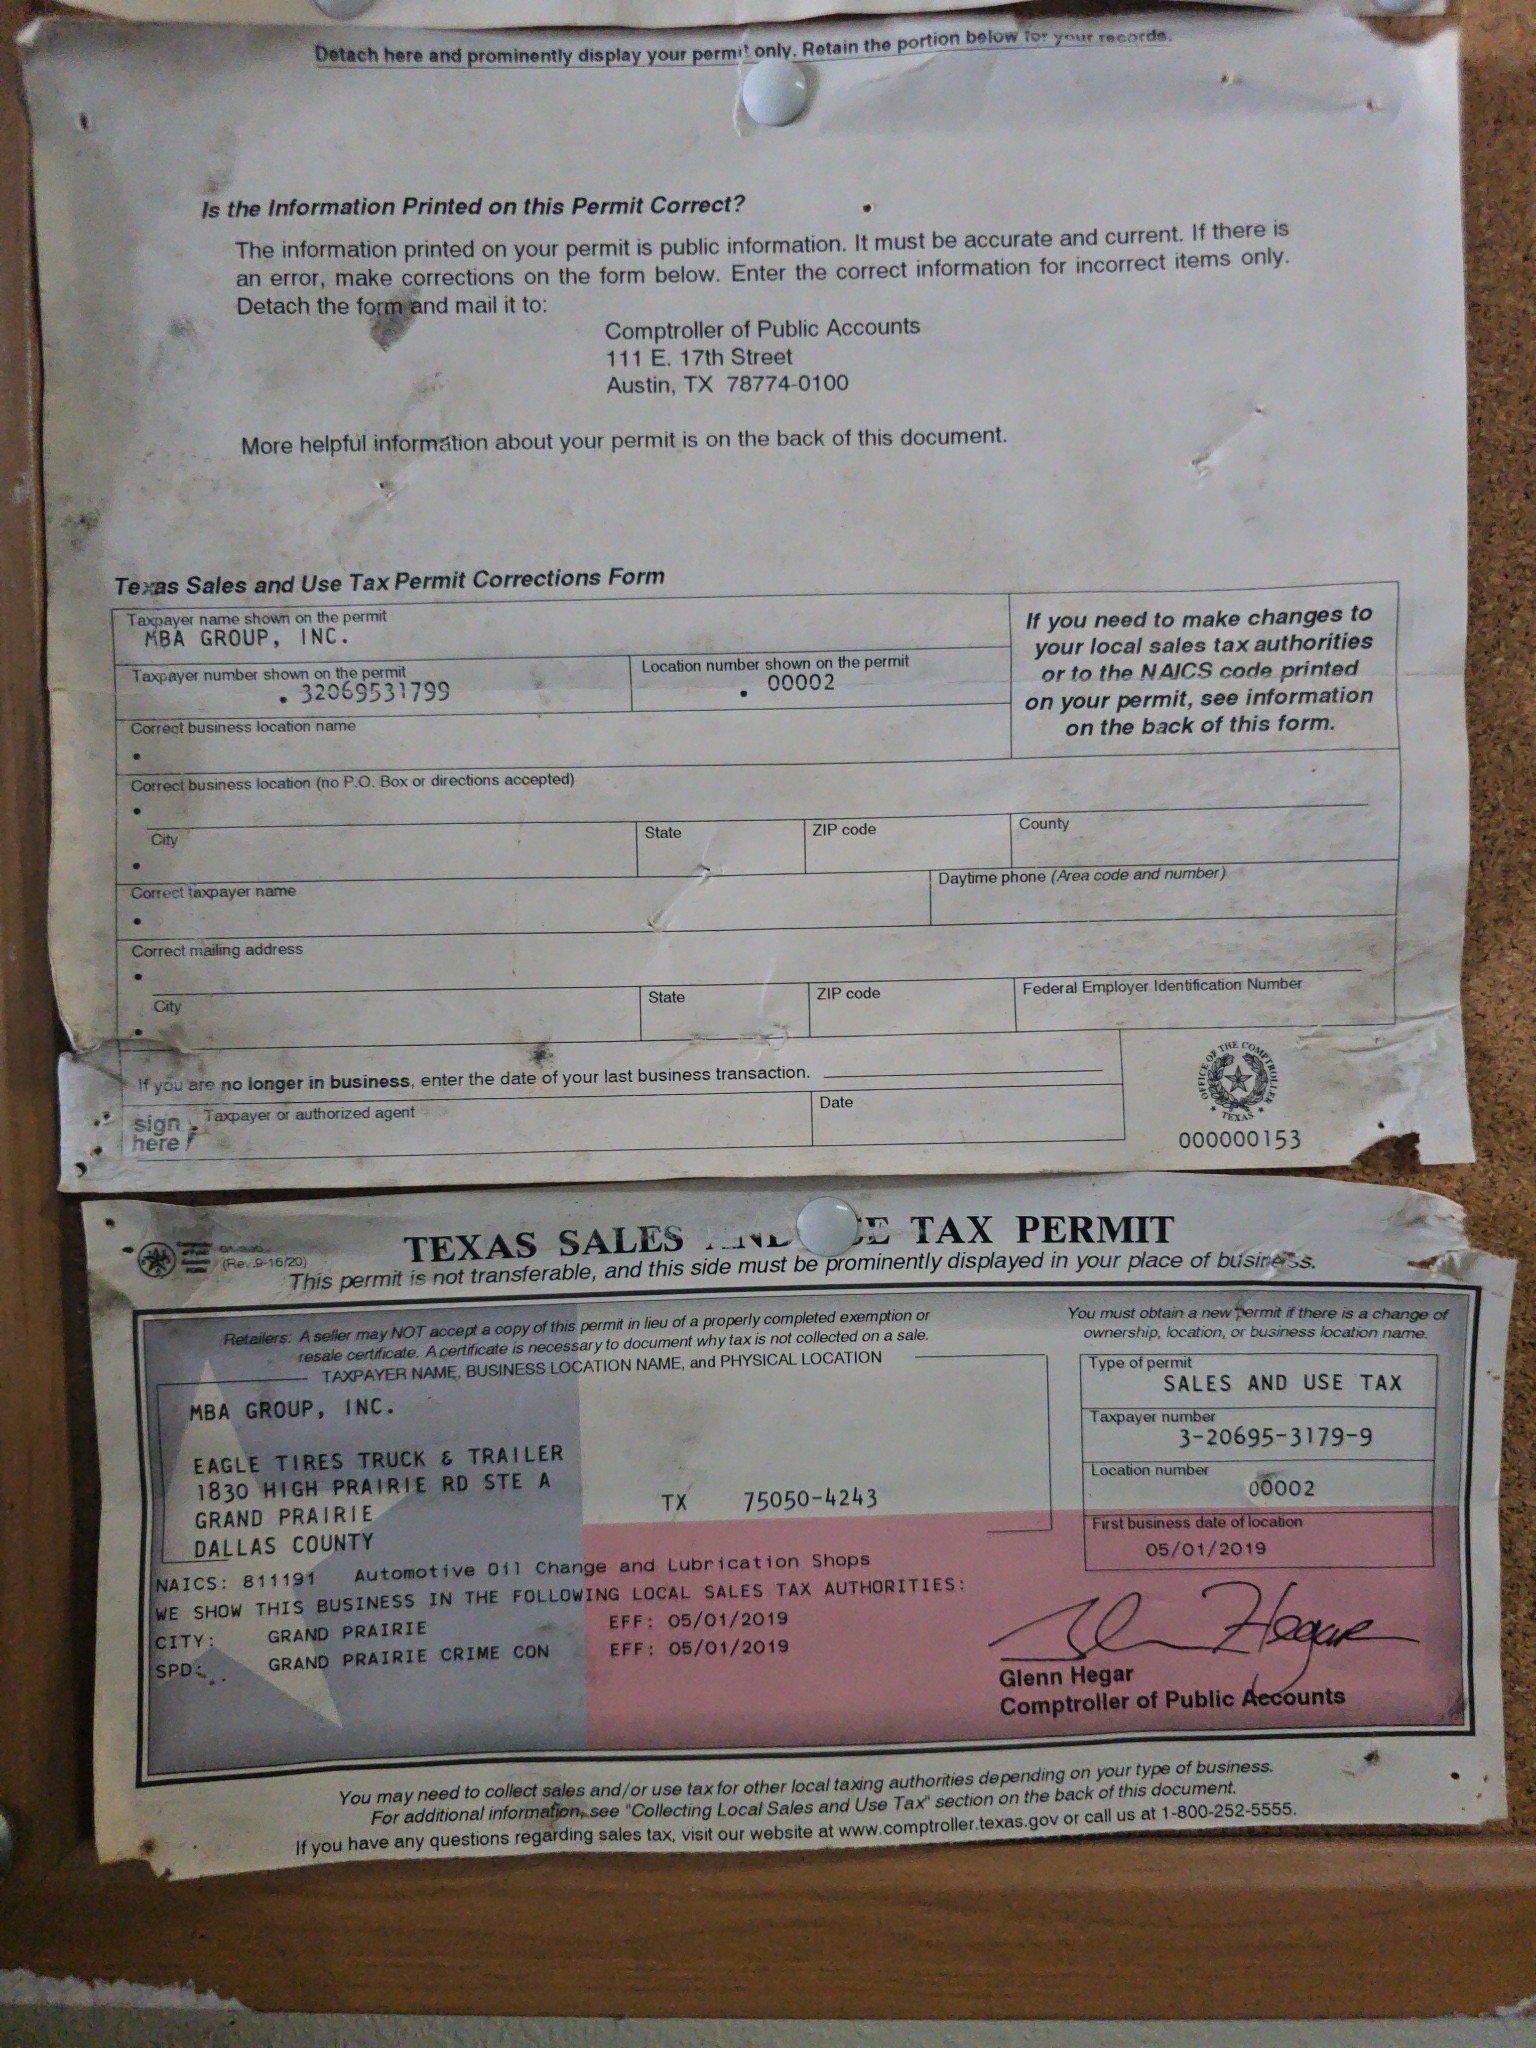 Detach here and prominently display your permit only. Retain the portion below for your records.
Is the Information Printed on this Permit Correct?
The information printed on your permit is public information. It must be accurate and current. If there is
an error, make corrections on the form below. Enter the correct information for incorrect items only.
Detach the form and mail it to:
Comptroller of Public Accounts
111 E. 17th Street
Austin, TX 78774-0100
More helpful information about your permit is on the back of this document.
Texas Sales and Use Tax Permit Corrections Form
Taxpayer name shown on the permit
MBA GROUP, INC.
If you need to make changes to
your local sales tax authorities
or to the NAICS code printed
on your permit, see information
on the back of this form.
Taxpayer number shown on the permit
32069531799
Location number shown on the permit
00002
Correct business location name
Correct business location (no P.O. Box or directions accepted)
City State ZIP code County
Correct taxpayer name Daytime phone (Area code and number)
Correct mailing address
City State ZIP code Federal Employer Identification Number
If you are no longer in business, enter the date of your last business transaction.
sign here Taxpayer or authorized agent Date
OFFICE OF THE COMPTROLLER
TEXAS
000000153
TEXAS SALES TAX PERMIT
9-16/20)
This permit is not transferable, and this side must be prominently displayed in your place of business.
Retailers: A seller may NOT accept a copy of this permit in lieu of a properly completed exemption or
resale certificate. A certificate is necessary to document why tax is not collected on a sale.
TAXPAYER NAME, BUSINESS LOCATION NAME, and PHYSICAL LOCATION
You must obtain a new permit if there is a change of
ownership, location, or business location name.
MBA GROUP, INC.
EAGLE TIRES TRUCK & TRAILER
1830 HIGH PRAIRIE RD STE A
GRAND PRAIRIE TX 75050-4243
DALLAS COUNTY
Type of permit
SALES AND USE TAX
Taxpayer number
3-20695-3179-9
Location number
00002
First business date of location
05/01/2019
NAICS: 811191 Automotive Oil Change and Lubrication Shops
WE SHOW THIS BUSINESS IN THE FOLLOWING LOCAL SALES TAX AUTHORITIES:
CITY: GRAND PRAIRIE EFF: 05/01/2019
SPD: GRAND PRAIRIE CRIME CON EFF: 05/01/2019
Glenn Hegar
Comptroller of Public Accounts
You may need to collect sales and/or use tax for other local taxing authorities depending on your type of business.
For additional information, see "Collecting Local Sales and Use Tax" section on the back of this document.
If you have any questions regarding sales tax, visit our website at www.comptroller.texas.gov or call us at 1-800-252-5555.